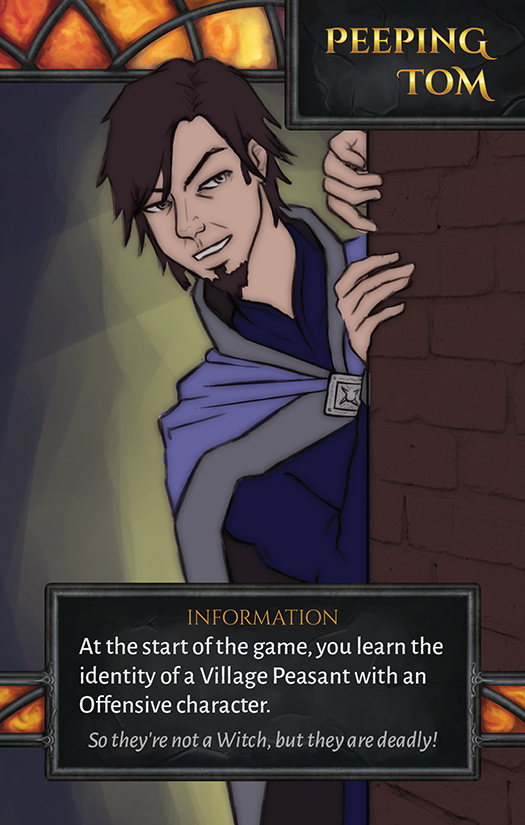 PEEPING
TOM
INFORMATION
At the start of the game, you learn the
identity of a Village Peasant with an
Offensive character.
So they're not a Witch, but they are deadly!